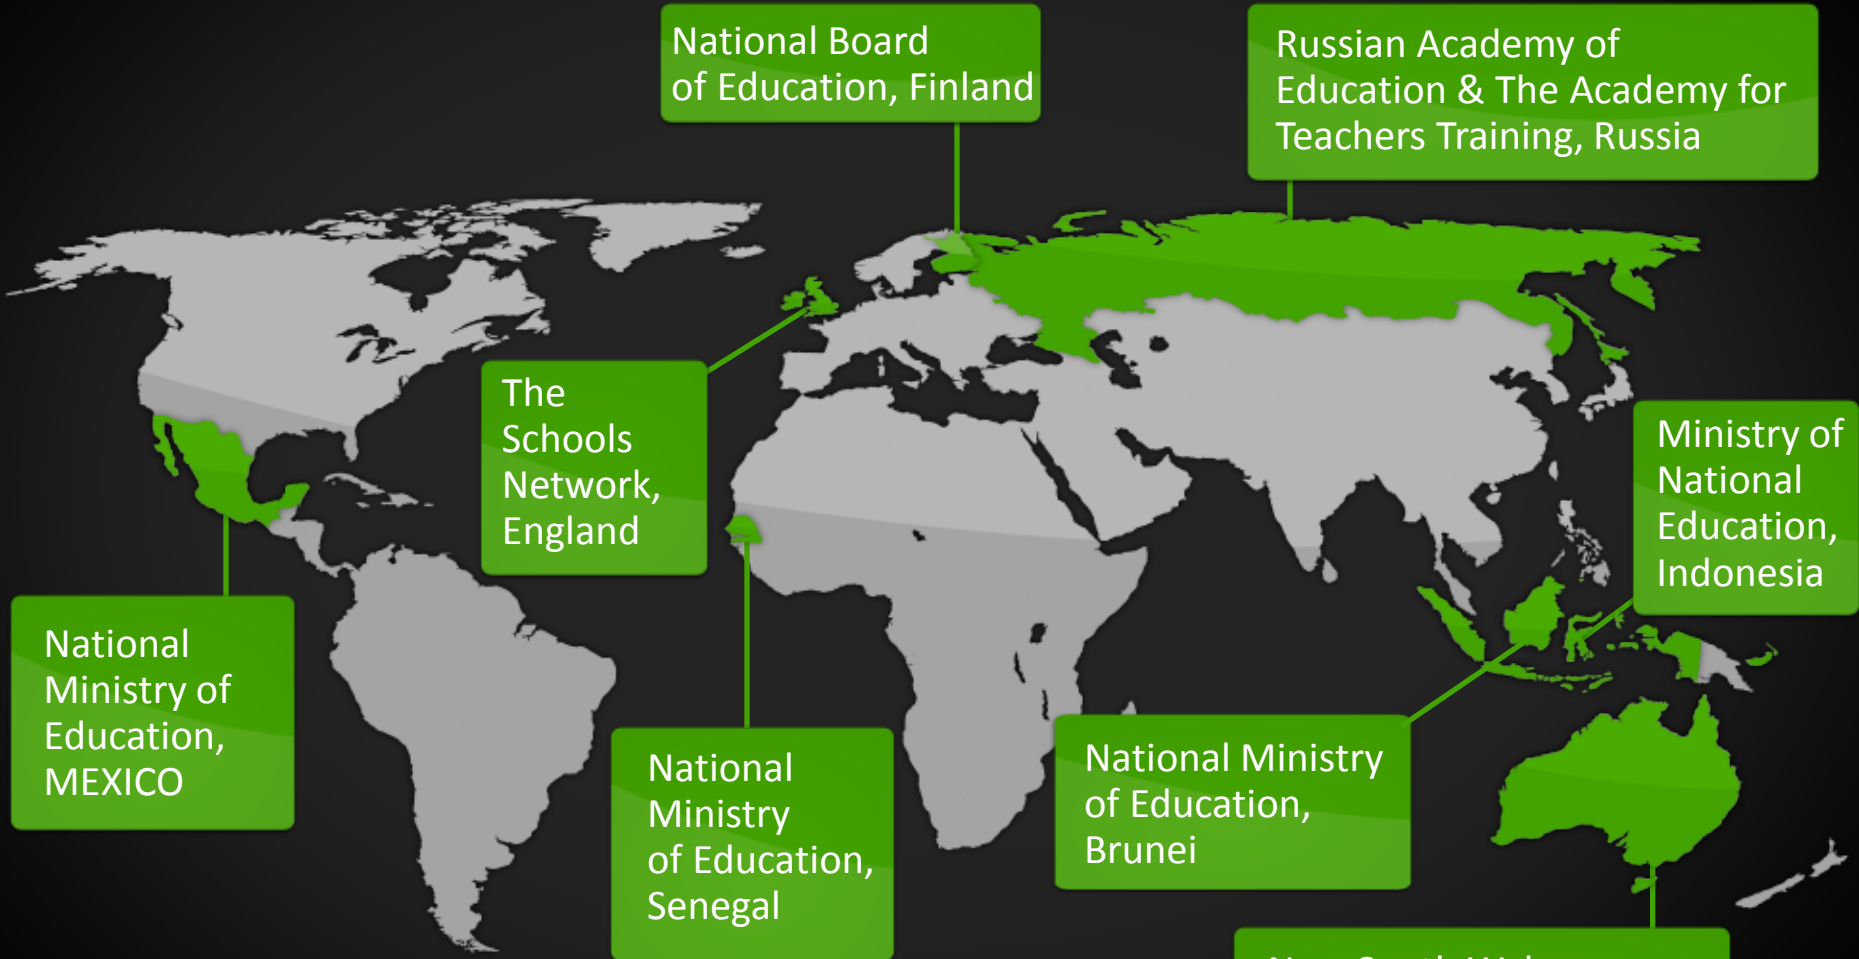 National Board
of Education, Finland
Russian Academy of
Education & The Academy for
Teachers Training, Russia
The
Schools
Network,
England
Ministry of
National
Education,
Indonesia
National
Ministry of
Education,
MEXICO
National
Ministry
of Education,
Senegal
National Ministry
of Education,
Brunei